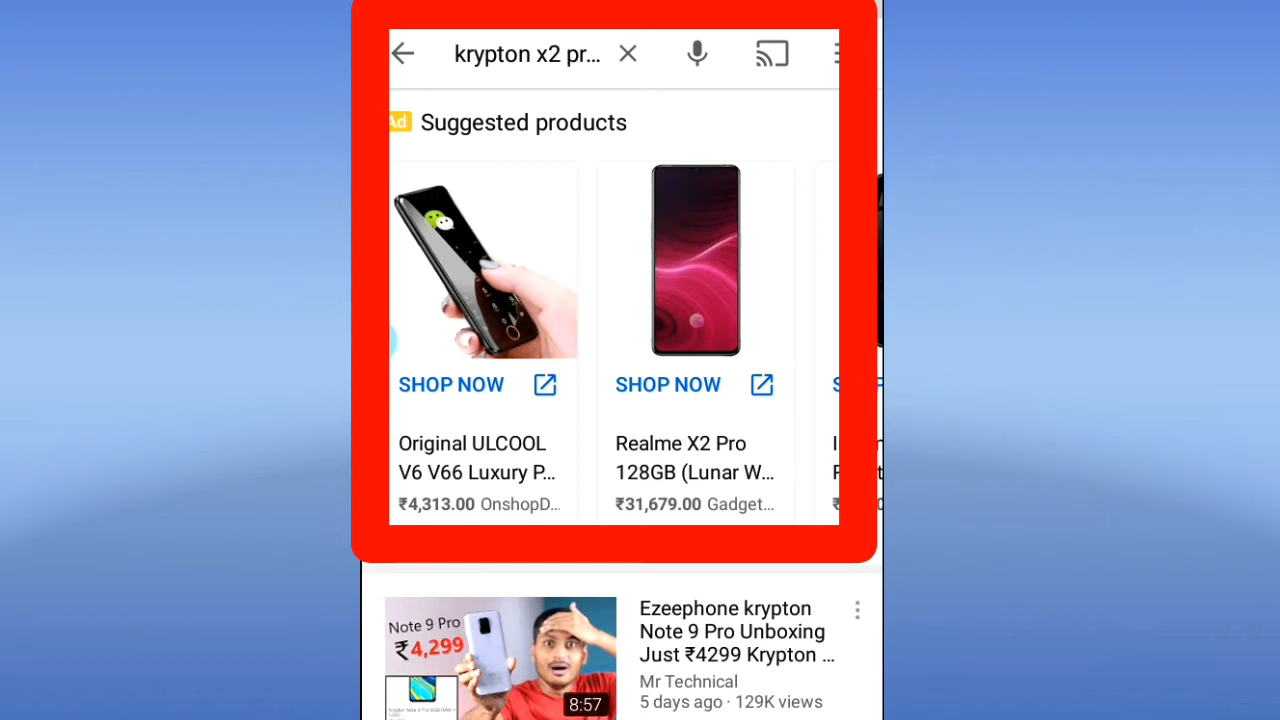 krypton x2 pr...
Ad Suggested products
SHOP NOW
SHOP NOW
Original ULCOOL
V6 V66 Luxury P...
₹4,313.00 OnshopD...
Realme X2 Pro
128GB (Lunar W...
₹31,679.00 Gadget...
Note 9 Pro
₹4,299
8:57
Ezeephone krypton
Note 9 Pro Unboxing
Just ₹4299 Krypton ...
Mr Technical
5 days ago · 129K views